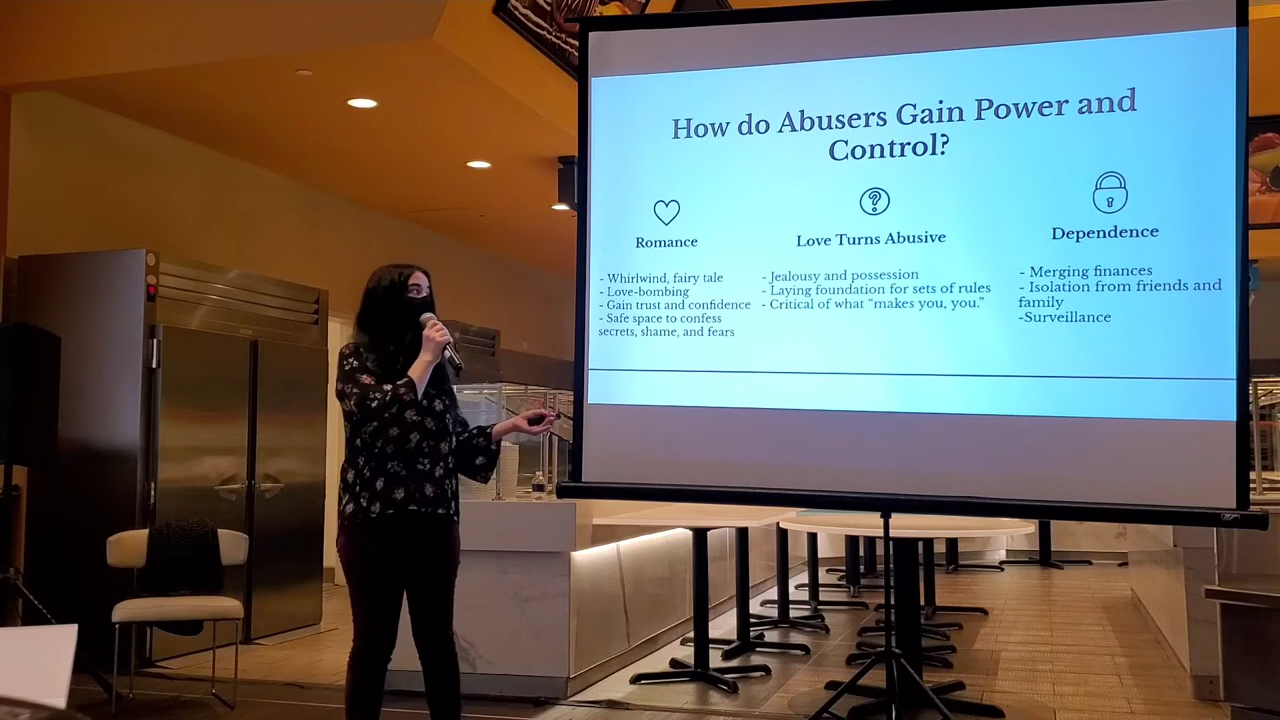 How do Abusers Gain Power and
Control?
Romance
- Whirlwind, fairy tale
- Love-bombing
- Gain trust and confidence
- Safe space to confess
secrets, shame, and fears
Love Turns Abusive
- Jealousy and possession
- Laying foundation for sets of rules
- Critical of what “makes you, you.”
Dependence
- Merging finances
- Isolation from friends and
family
-Surveillance